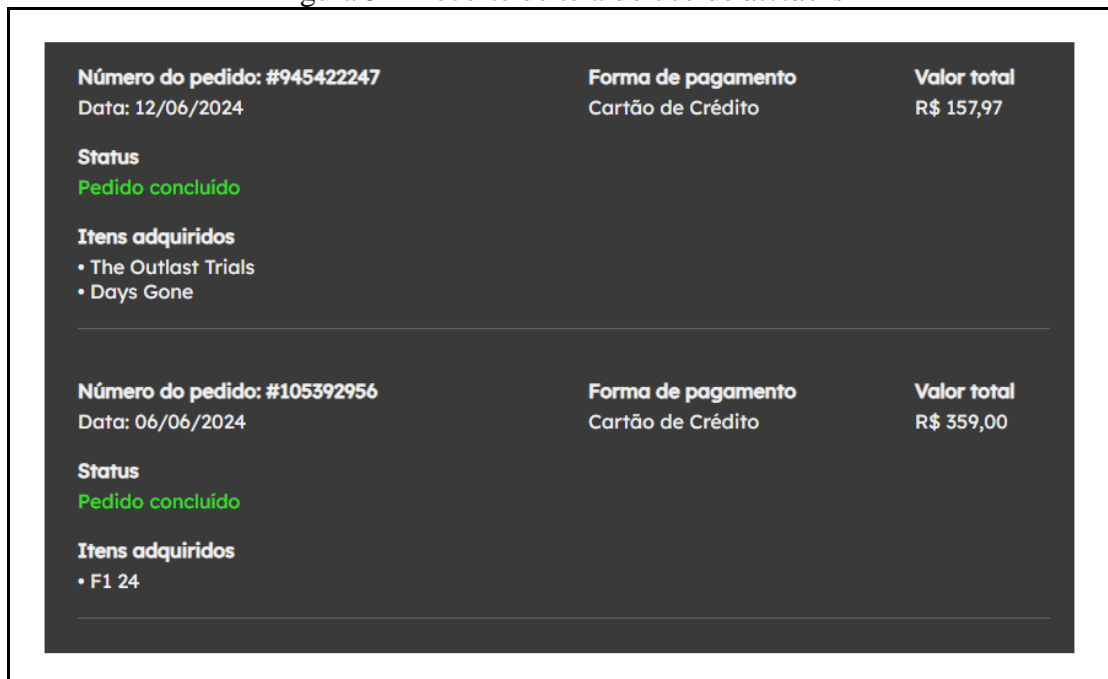 Número do pedido: #945422247
Data: 12/06/2024
Forma de pagamento
Cartão de Crédito
Valor total
R$ 157,97
Status
Pedido concluído
Itens adquiridos
• The Outlast Trials
• Days Gone
Número do pedido: #105392956
Data: 06/06/2024
Forma de pagamento
Cartão de Crédito
Valor total
R$ 359,00
Status
Pedido concluído
Itens adquiridos
• F1 24